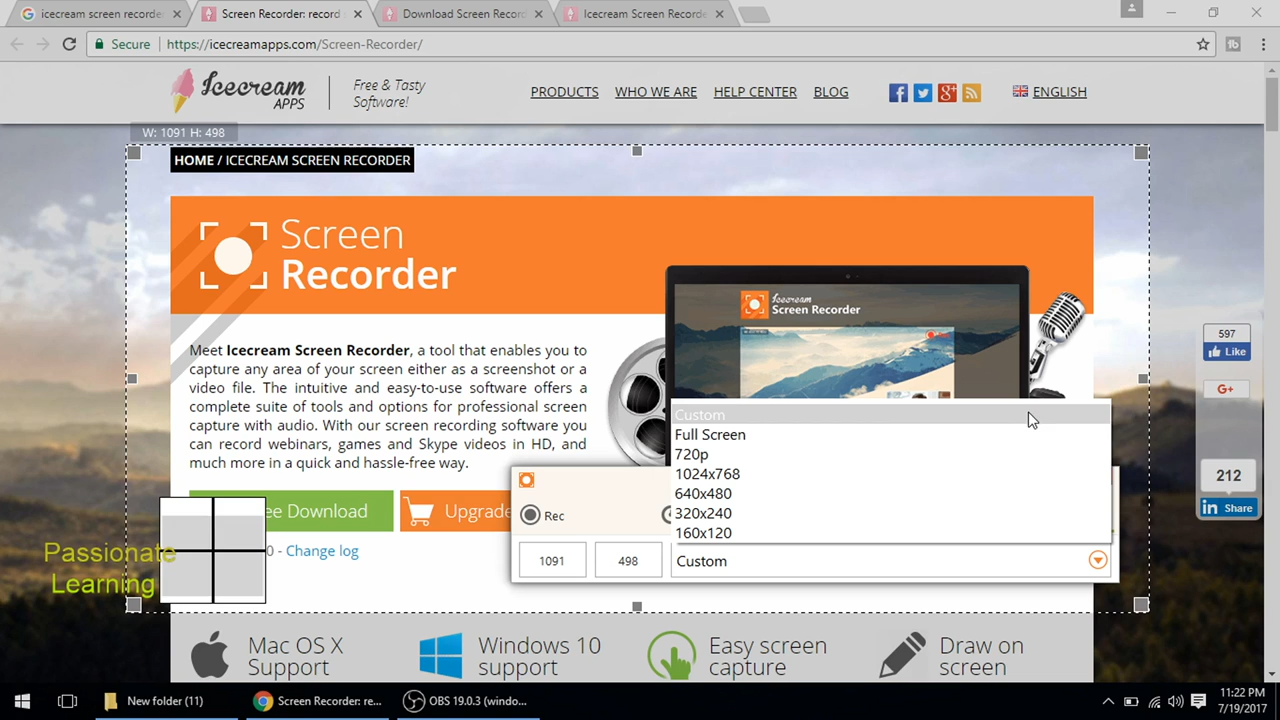 icecream screen recorder
Screen Recorder: record
Download Screen Record
Icecream Screen Recorde
Secure
https://icecreamapps.com/Screen-Recorder/
Icecream
APPS
Free & Tasty
Software!
PRODUCTS
WHO WE ARE
HELP CENTER
BLOG
ENGLISH
W: 1091 H: 498
HOME / ICECREAM SCREEN RECORDER
Screen
Recorder
Icecream
Screen Recorder
Meet Icecream Screen Recorder, a tool that enables you to
capture any area of your screen either as a screenshot or a
video file. The intuitive and easy-to-use software offers a
complete suite of tools and options for professional screen
capture with audio. With our screen recording software you
can record webinars, games and Skype videos in HD, and
much more in a quick and hassle-free way.
597
Like
G+
212
in Share
Custom
Full Screen
720p
1024x768
640x480
320x240
160x120
Rec
1091
498
Custom
ee Download
Upgrade
0 - Change log
Passionate
Learning
Mac OS X
Support
Windows 10
support
Easy screen
capture
Draw on
screen
New folder (11)
Screen Recorder: re...
OBS 19.0.3 (windo...
11:22 PM
7/19/2017